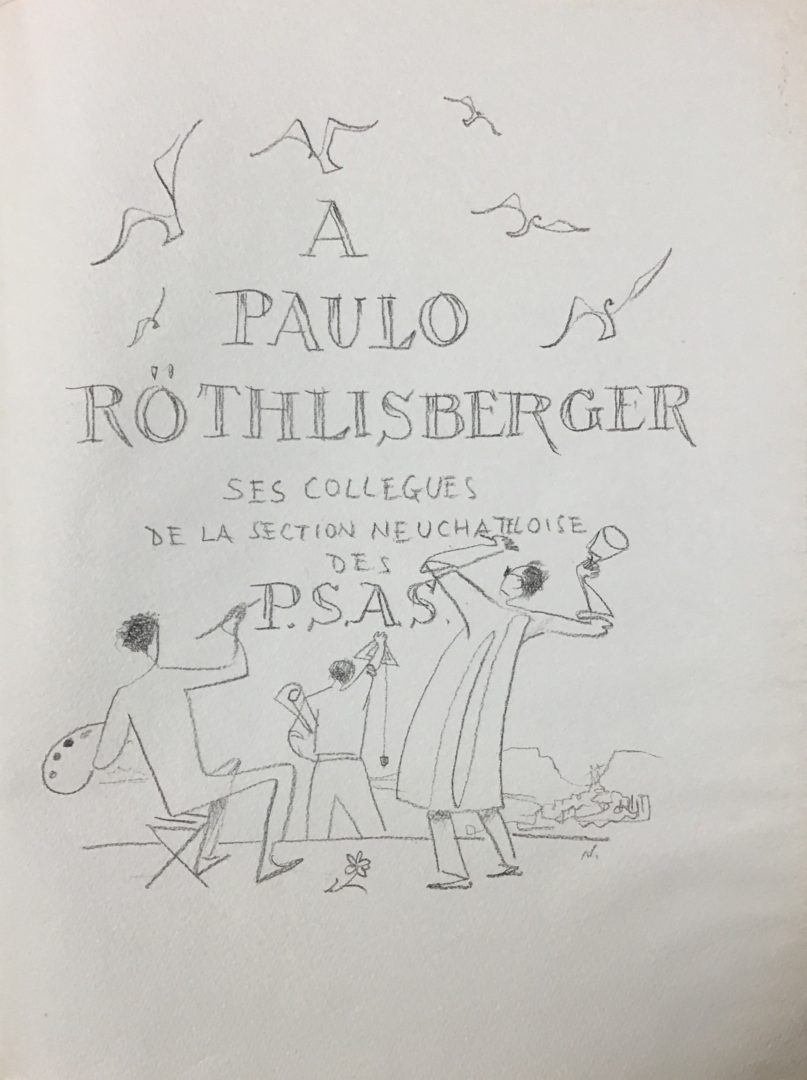 A
PAULO
RÖTHLISBERGER
SES COLLEGUES
DE LA SECTION NEUCHATELOISE
DES
P.S.A.S.